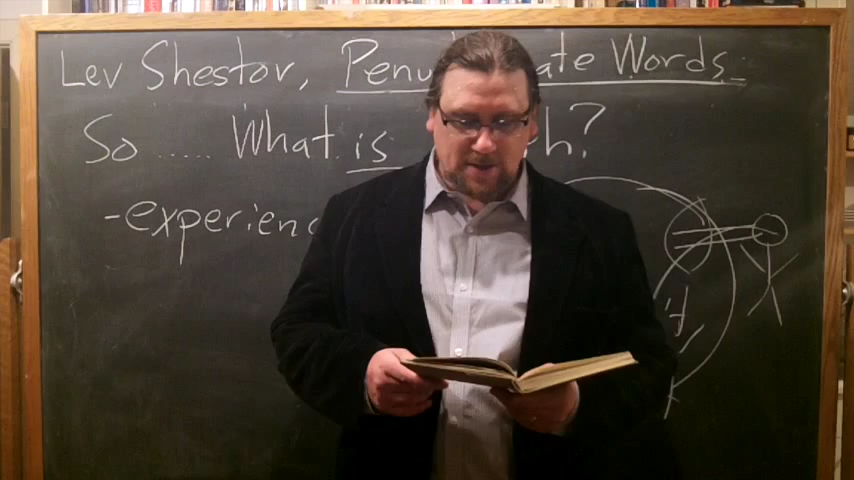 Lev Shestov, Penu ate Words:
So ..... What is h?
-experienc